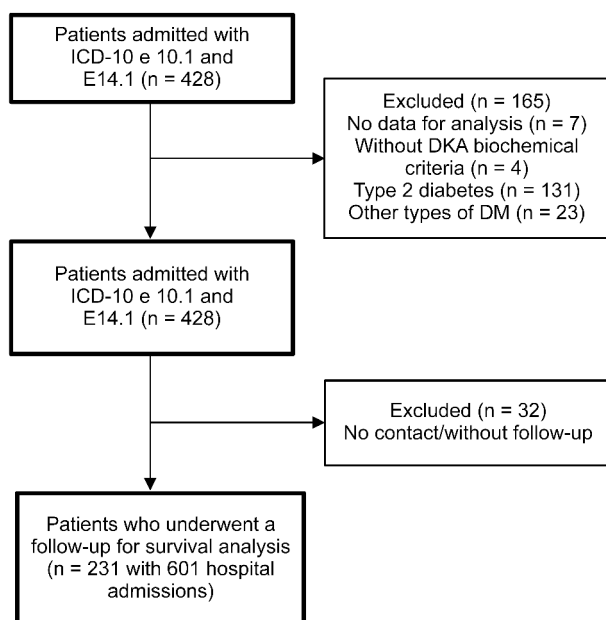 Patients admitted with
ICD-10 e 10.1 and
E14.1 (n = 428)
Excluded (n = 165)
No data for analysis (n = 7)
Without DKA biochemical
criteria (n = 4)
Type 2 diabetes (n = 131)
Other types of DM (n = 23)
Patients admitted with
ICD-10 e 10.1 and
E14.1 (n = 428)
Excluded (n = 32)
No contact/without follow-up
Patients who underwent a
follow-up for survival analysis
(n = 231 with 601 hospital
admissions)